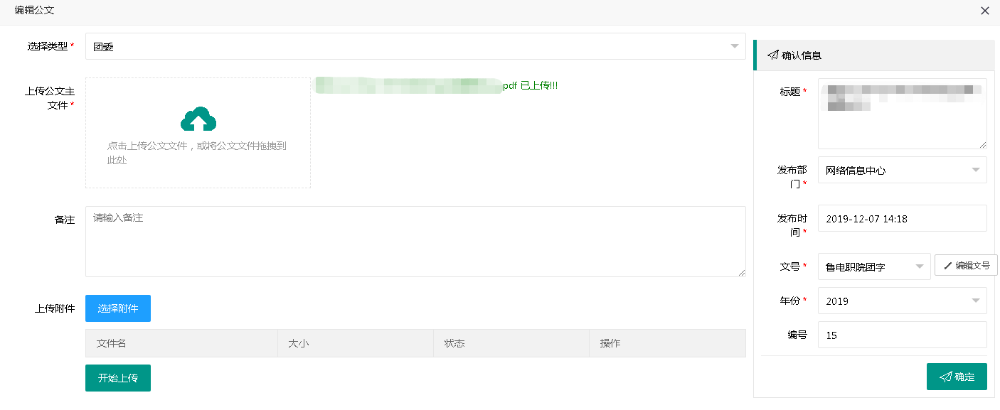 编辑公文
选择类型 *
团委
上传公文主
文件 *
pdf 已上传!!!
点击上传公文文件，或将公文文件拖拽到
此处
备注
请输入备注
上传附件
选择附件
文件名 大小 状态 操作
开始上传
确认信息
标题 *
发布部
门 *
网络信息中心
发布时
间 *
2019-12-07 14:18
文号 *
鲁电职院团字
编辑文号
年份 *
2019
编号
15
确定